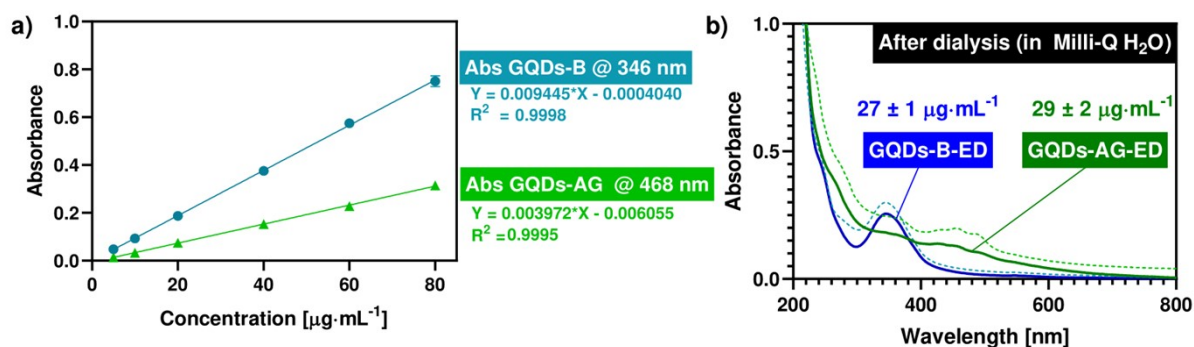 a)
1.0
0.8
0.6
0.4
0.2
0.0
Absorbance
0
20
40
60
80
Concentration [µg·mL⁻¹]
Abs GQDs-B @ 346 nm
Y = 0.009445*X - 0.0004040
R² = 0.9998
Abs GQDs-AG @ 468 nm
Y = 0.003972*X - 0.006055
R² =0.9995
b)
After dialysis (in Milli-Q H₂O)
1.0
0.5
0.0
Absorbance
27 ± 1 µg·mL⁻¹
GQDs-B-ED
29 ± 2 µg·mL⁻¹
GQDs-AG-ED
200
400
600
800
Wavelength [nm]